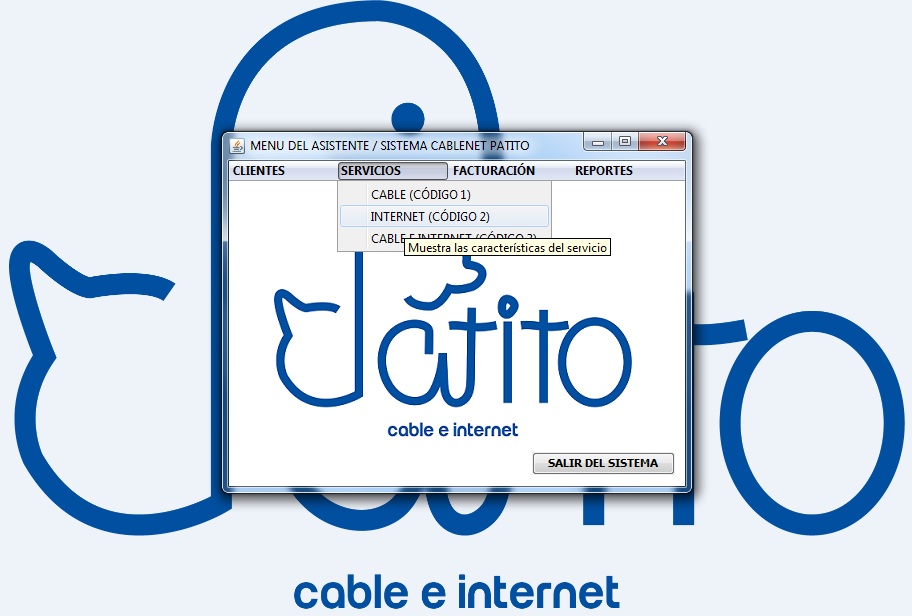 MENU DEL ASISTENTE / SISTEMA CABLENET PATITO
CLIENTES SERVICIOS FACTURACIÓN REPORTES
CABLE (CÓDIGO 1)
INTERNET (CÓDIGO 2)
CABLE E INTERNET (CÓDIGO 3)
Muestra las características del servicio
Patito
cable e internet
SALIR DEL SISTEMA
cable e internet